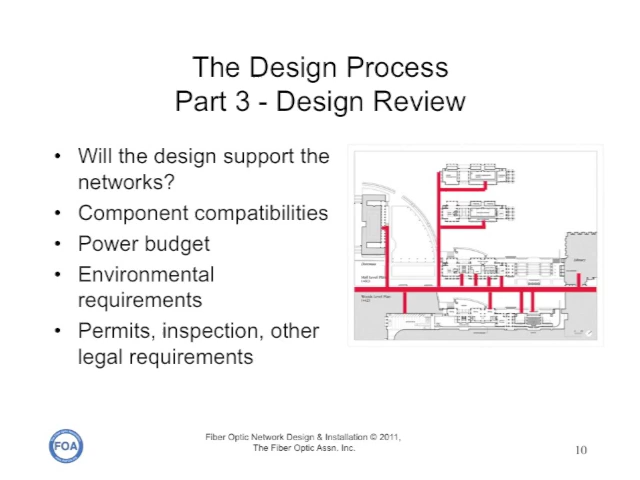 The Design Process
Part 3 - Design Review
• Will the design support the
networks?
• Component compatibilities
• Power budget
• Environmental
requirements
• Permits, inspection, other
legal requirements
Fiber Optic Network Design & Installation © 2011,
The Fiber Optic Assn. Inc.
FOA
10